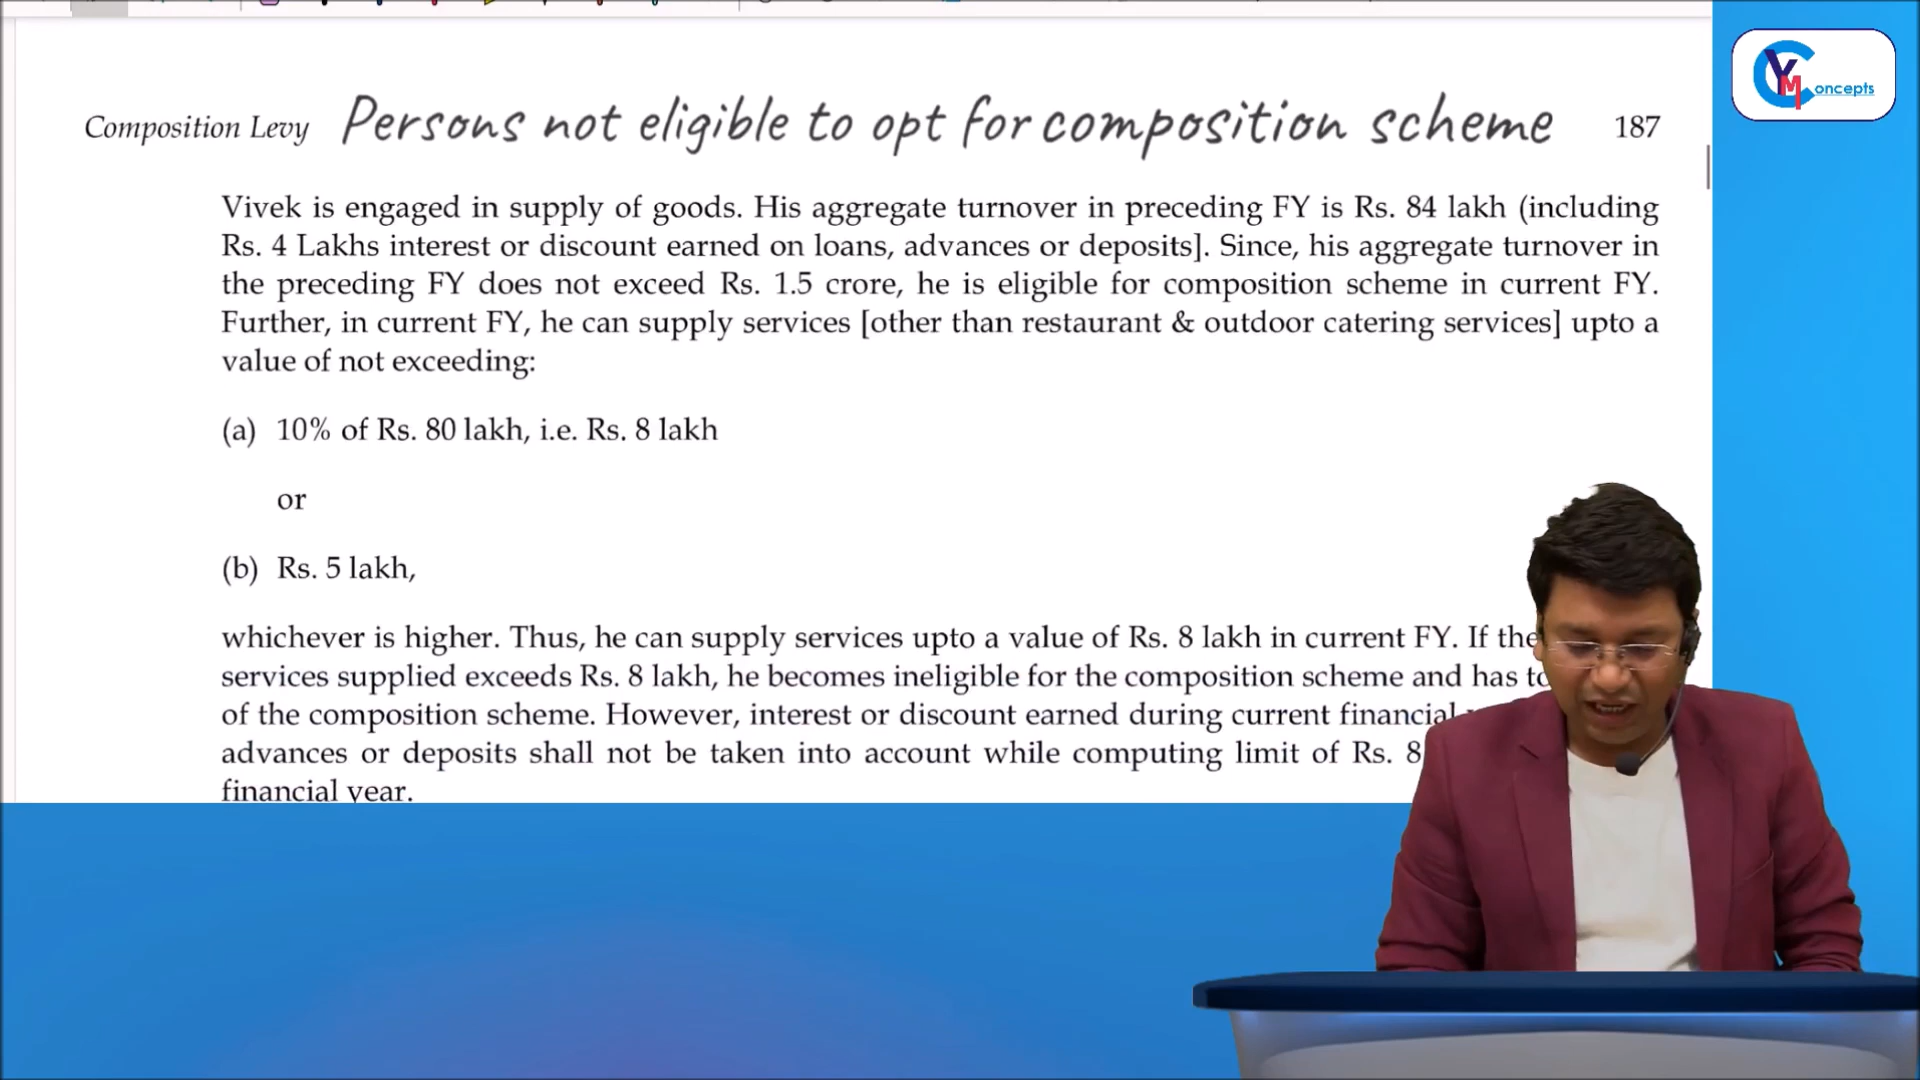 Composition Levy Persons not eligible to opt for composition scheme 187
YM Concepts
Vivek is engaged in supply of goods. His aggregate turnover in preceding FY is Rs. 84 lakh (including
Rs. 4 Lakhs interest or discount earned on loans, advances or deposits]. Since, his aggregate turnover in
the preceding FY does not exceed Rs. 1.5 crore, he is eligible for composition scheme in current FY.
Further, in current FY, he can supply services [other than restaurant & outdoor catering services] upto a
value of not exceeding:
(a) 10% of Rs. 80 lakh, i.e. Rs. 8 lakh
or
(b) Rs. 5 lakh,
whichever is higher. Thus, he can supply services upto a value of Rs. 8 lakh in current FY. If the
services supplied exceeds Rs. 8 lakh, he becomes ineligible for the composition scheme and has
of the composition scheme. However, interest or discount earned during current financial
advances or deposits shall not be taken into account while computing limit of Rs. 8
financial year.